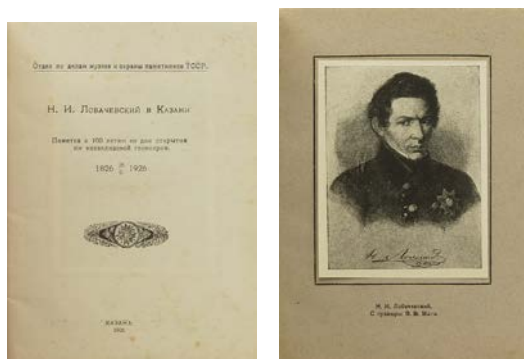 Отдел по делам музеев и охраны памятников ТССР.
Н. И. Лобачевский в Казани
Памятка к 100 летию со дня открытия
им неевклидовой геометрии.
1826 1926
КАЗАНЬ
Н. И. Лобачевский.
С гравюры В. В. Матэ.